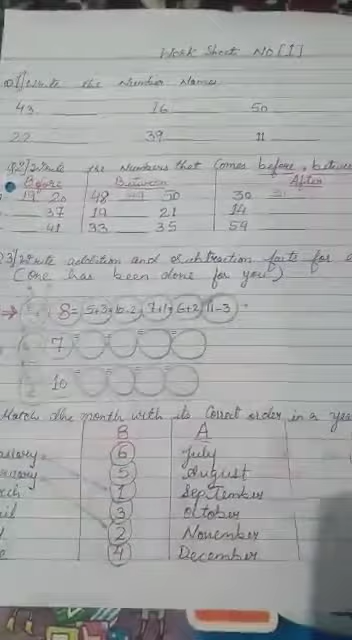 Work Sheet No [1]
Q1) Write the Number Names.
43 16 50
22 39 11
Q2) Write the Numbers that comes before, betwee
Before Between After
19 20 48 49 50 30 31
37 19 21 14
41 33 35 59
Q3) Write addition and subtraction facts for
(One has been done for you)
8 = 5+3, 10-2, 7+1, 6+2, 11-3
7
10
Match the month with its Correct order in a year
B A
6 July
5 August
1 September
3 October
2 November
4 December